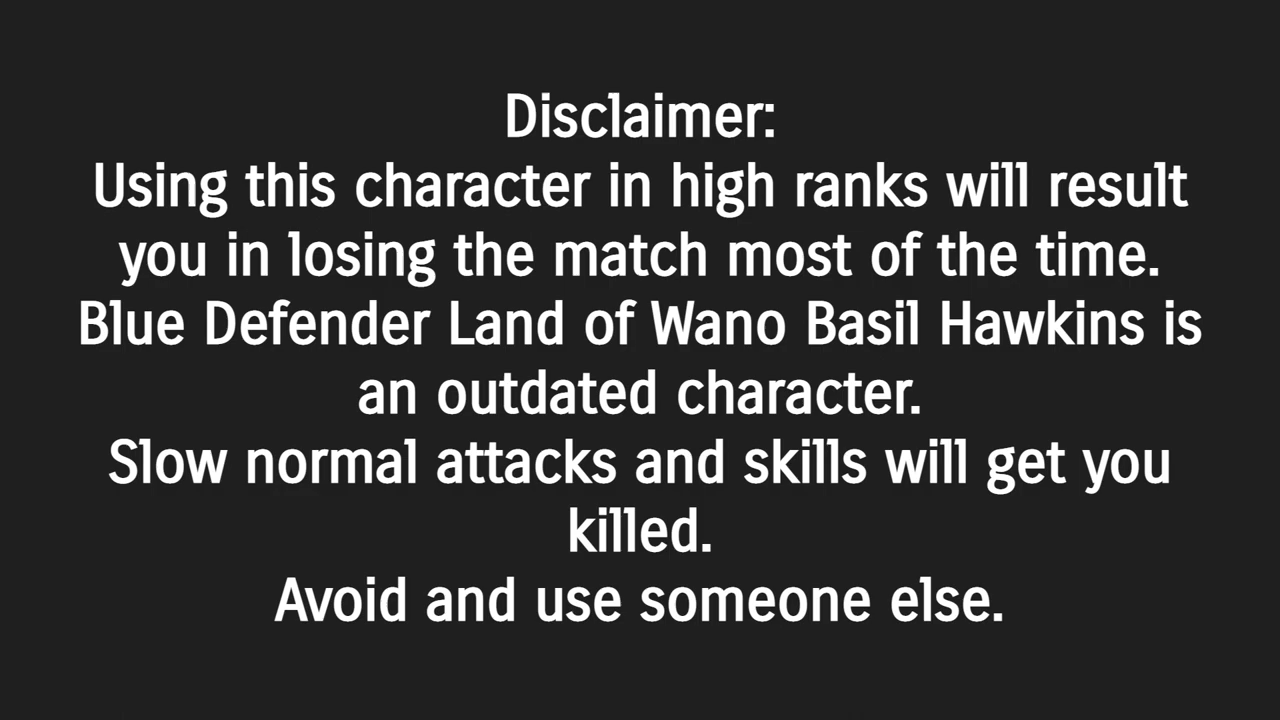 Disclaimer:
Using this character in high ranks will result
you in losing the match most of the time.
Blue Defender Land of Wano Basil Hawkins is
an outdated character.
Slow normal attacks and skills will get you
killed.
Avoid and use someone else.